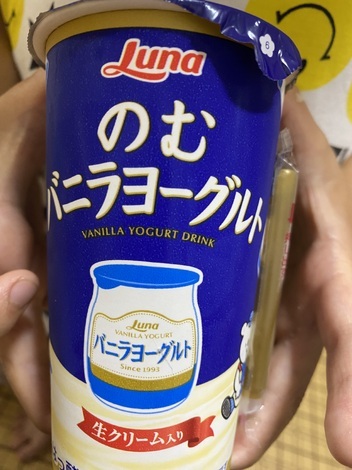 6
Luna
のむ
バニラヨーグルト
VANILLA YOGURT DRINK
Luna
VANILLA YOGURT
バニラヨーグルト
Since 1993
生クリーム入り